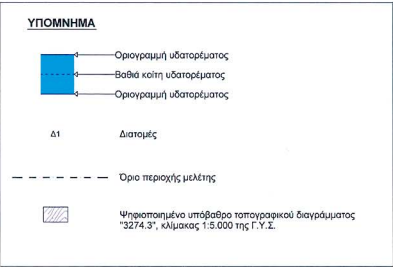 ΥΠΟΜΝΗΜΑ
Οριογραμμή υδατορέματος
Βαθιά κοίτη υδατορέματος
Οριογραμμή υδατορέματος
Δ1 Διατομές
Όριο περιοχής μελέτης
Ψηφιοποιημένο υπόβαθρο τοπογραφικού διαγράμματος
"3274.3", κλίμακας 1:5.000 της Γ.Υ.Σ.